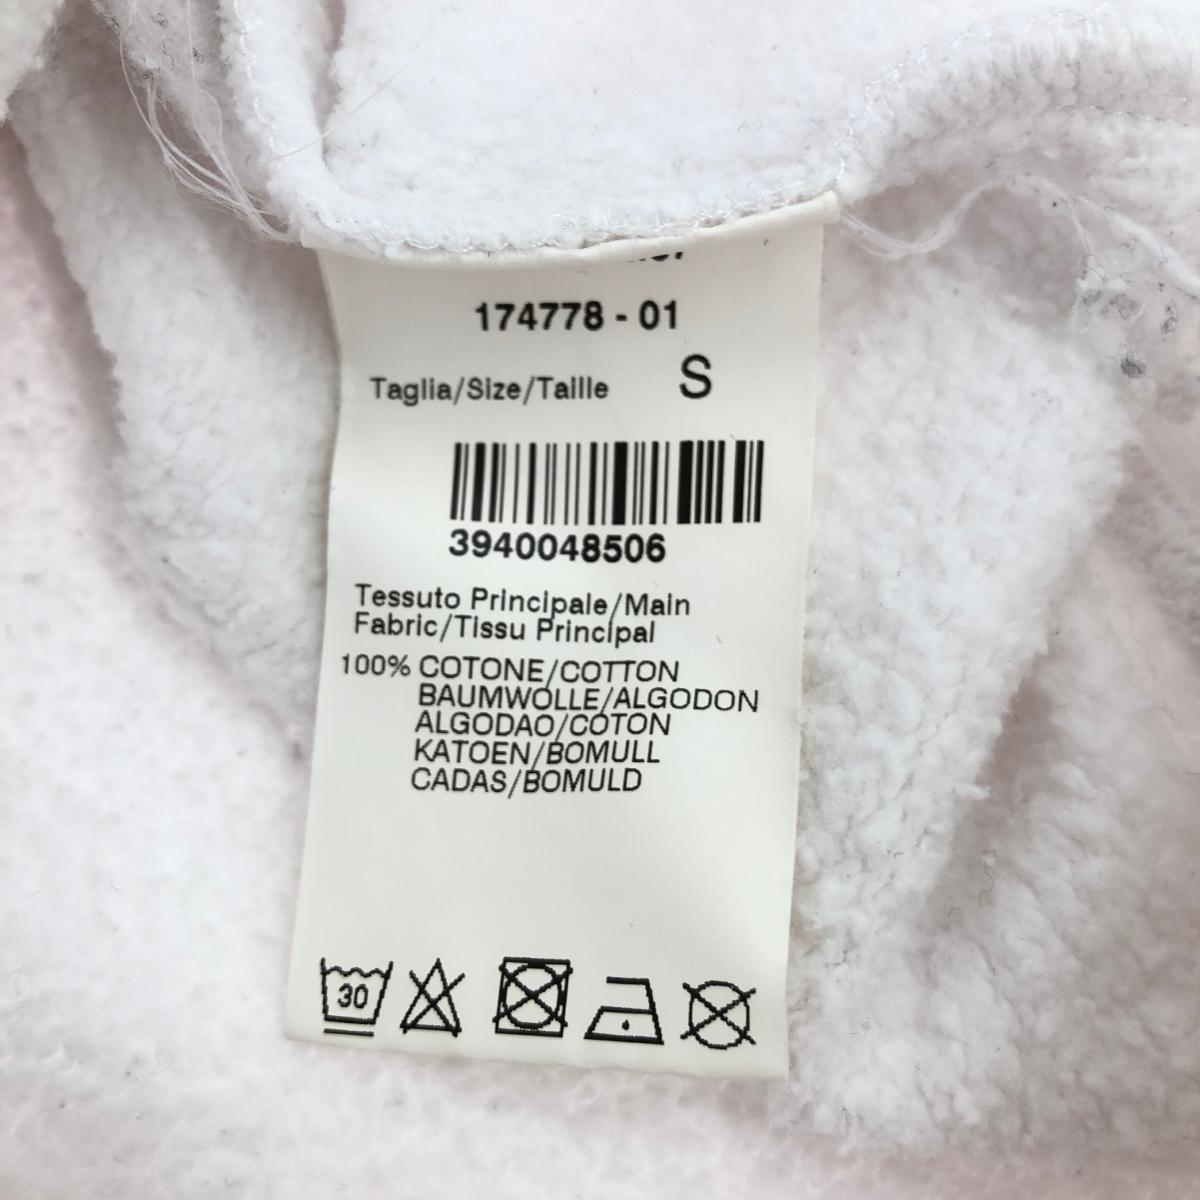 174778 - 01
Taglia/Size/Taille S
3940048506
Tessuto Principale/Main
Fabric/Tissu Principal
100% COTONE/COTTON
BAUMWOLLE/ALGODON
ALGODAO/COTON
KATOEN/BOMULL
CADAS/BOMULD
30